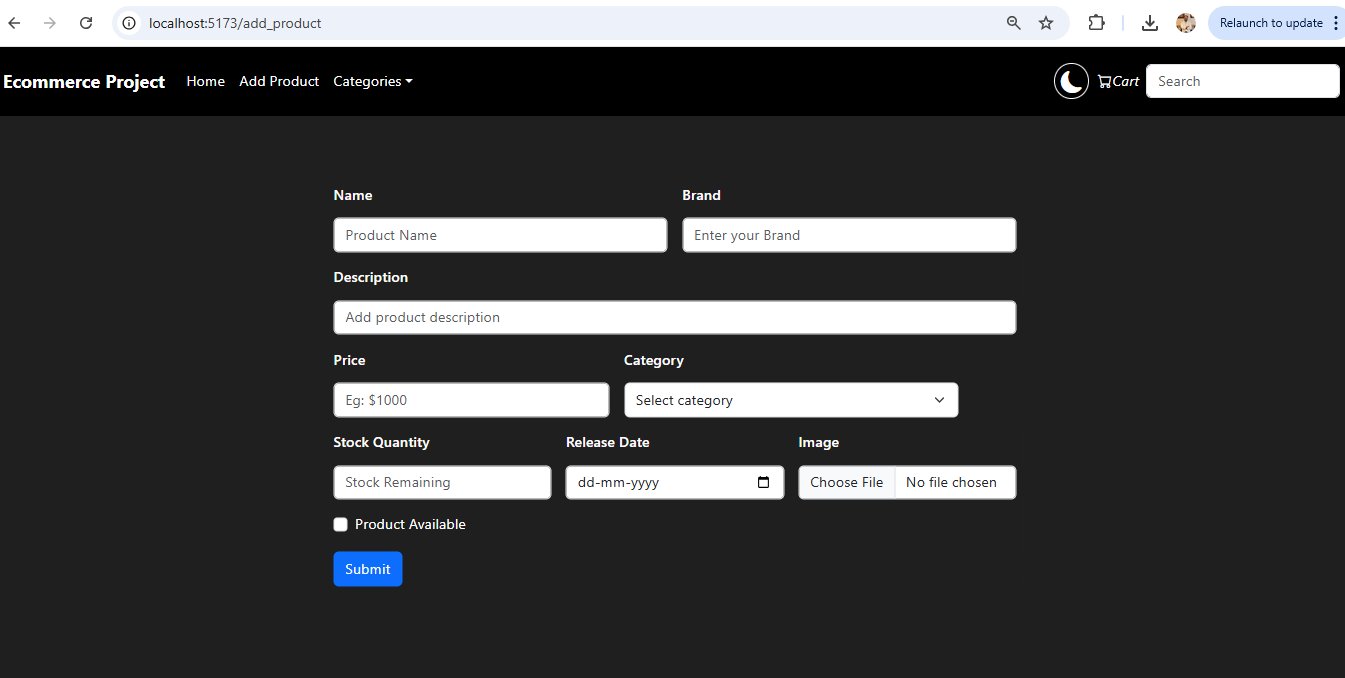 localhost:5173/add_product
Relaunch to update
Ecommerce Project Home Add Product Categories Cart Search
Name Brand
Product Name Enter your Brand
Description
Add product description
Price Category
Eg: $1000 Select category
Stock Quantity Release Date Image
Stock Remaining dd-mm-yyyy Choose File No file chosen
Product Available
Submit